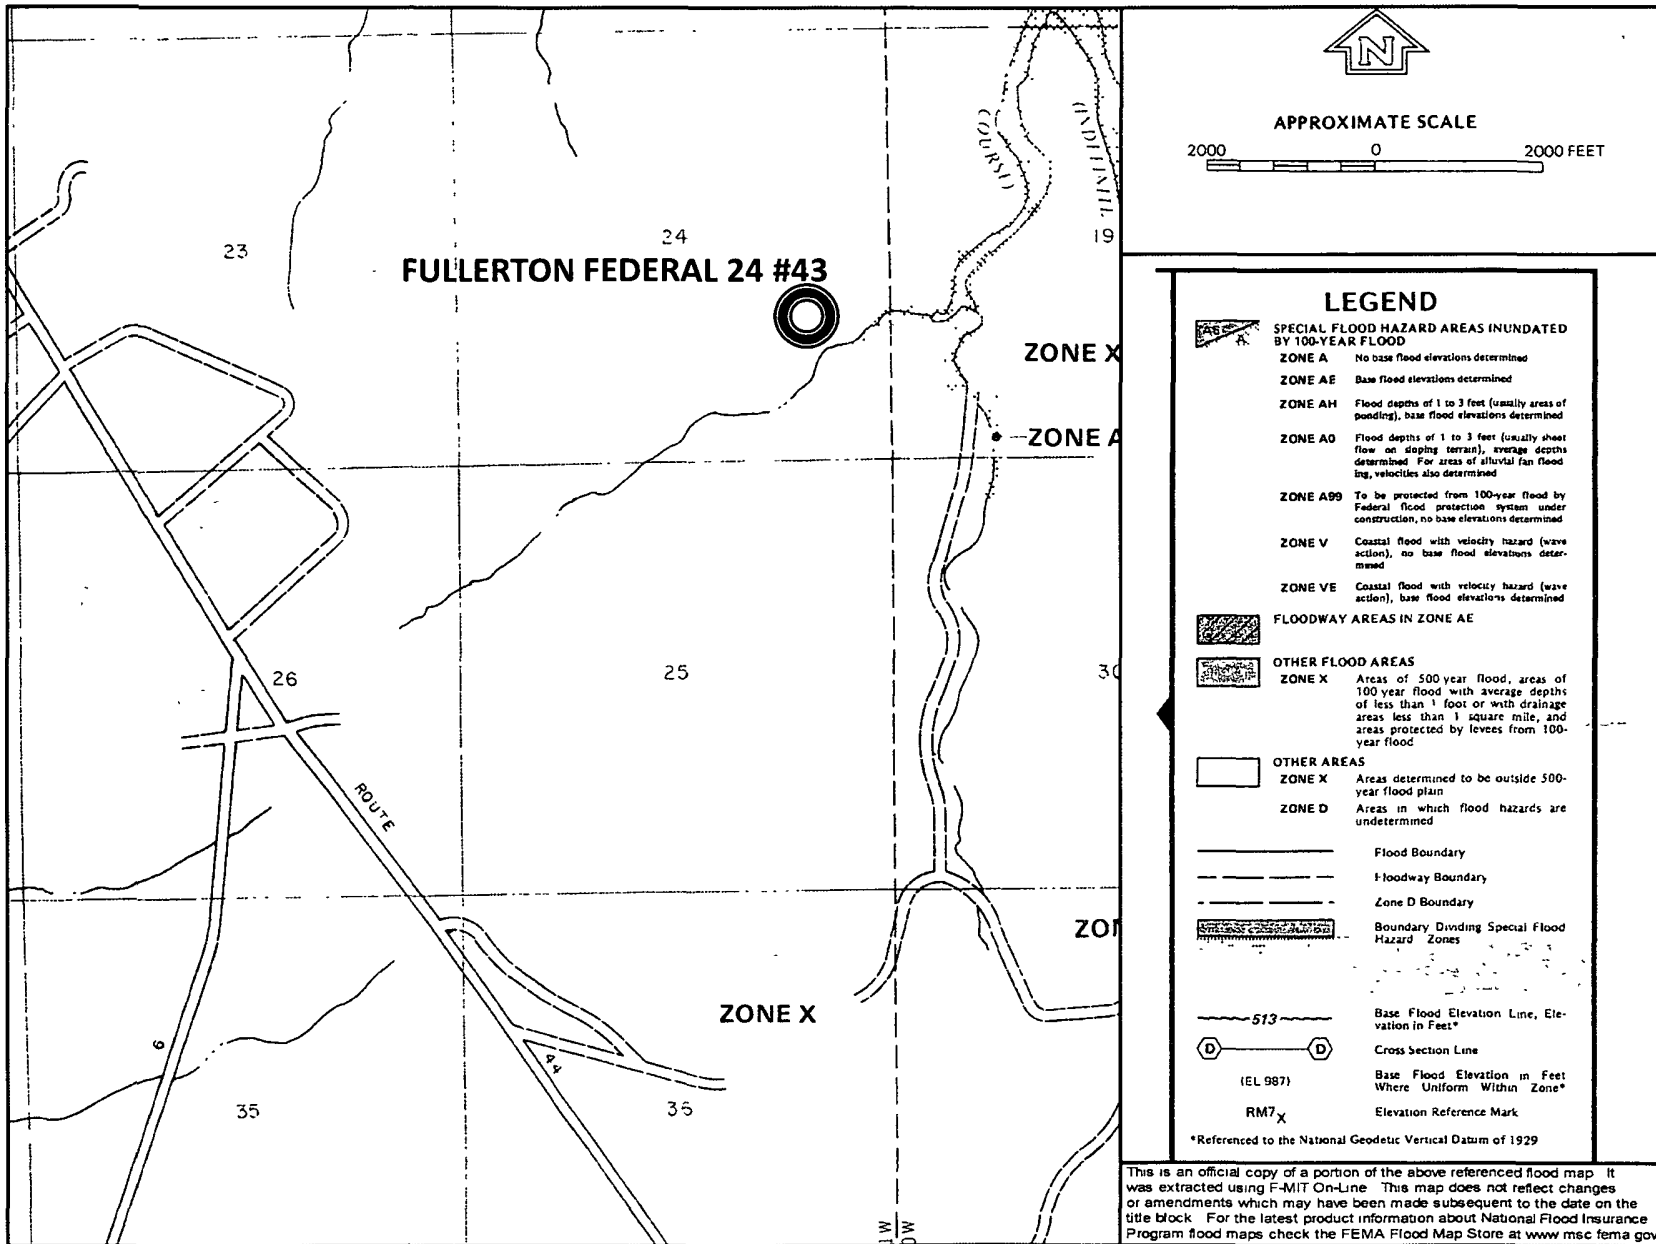 N
APPROXIMATE SCALE
2000 0 2000 FEET
(INDEFINITE
COURSE)
23
24
19
FULLERTON FEDERAL 24 #43
ZONE X
ZONE A
26
25
30
ROUTE
ZON
ZONE X
6
44
35
36
LEGEND
A
SPECIAL FLOOD HAZARD AREAS INUNDATED
BY 100-YEAR FLOOD
ZONE A No base flood elevations determined
ZONE AE Base flood elevations determined
ZONE AH Flood depths of 1 to 3 feet (usually areas of
ponding), base flood elevations determined
ZONE AO Flood depths of 1 to 3 feet (usually sheet
flow on sloping terrain), average depths
determined For areas of alluvial fan flood
ing, velocities also determined
ZONE A99 To be protected from 100-year flood by
Federal flood protection system under
construction, no base elevations determined
ZONE V Coastal flood with velocity hazard (wave
action), no base flood elevations deter-
mined
ZONE VE Coastal flood with velocity hazard (wave
action), base flood elevations determined
FLOODWAY AREAS IN ZONE AE
OTHER FLOOD AREAS
ZONE X Areas of 500 year flood, areas of
100 year flood with average depths
of less than 1 foot or with drainage
areas less than 1 square mile, and
areas protected by levees from 100-
year flood
OTHER AREAS
ZONE X Areas determined to be outside 500-
year flood plain
ZONE D Areas in which flood hazards are
undetermined
Flood Boundary
Floodway Boundary
Zone D Boundary
Boundary Dividing Special Flood
Hazard Zones
513 Base Flood Elevation Line, Ele-
vation in Feet*
D D Cross Section Line
(EL 987) Base Flood Elevation in Feet
Where Uniform Within Zone*
RM7X Elevation Reference Mark
*Referenced to the National Geodetic Vertical Datum of 1929
This is an official copy of a portion of the above referenced flood map It
was extracted using F-MIT On-Line This map does not reflect changes
or amendments which may have been made subsequent to the date on the
title block For the latest product information about National Flood Insurance
Program flood maps check the FEMA Flood Map Store at www msc fema gov